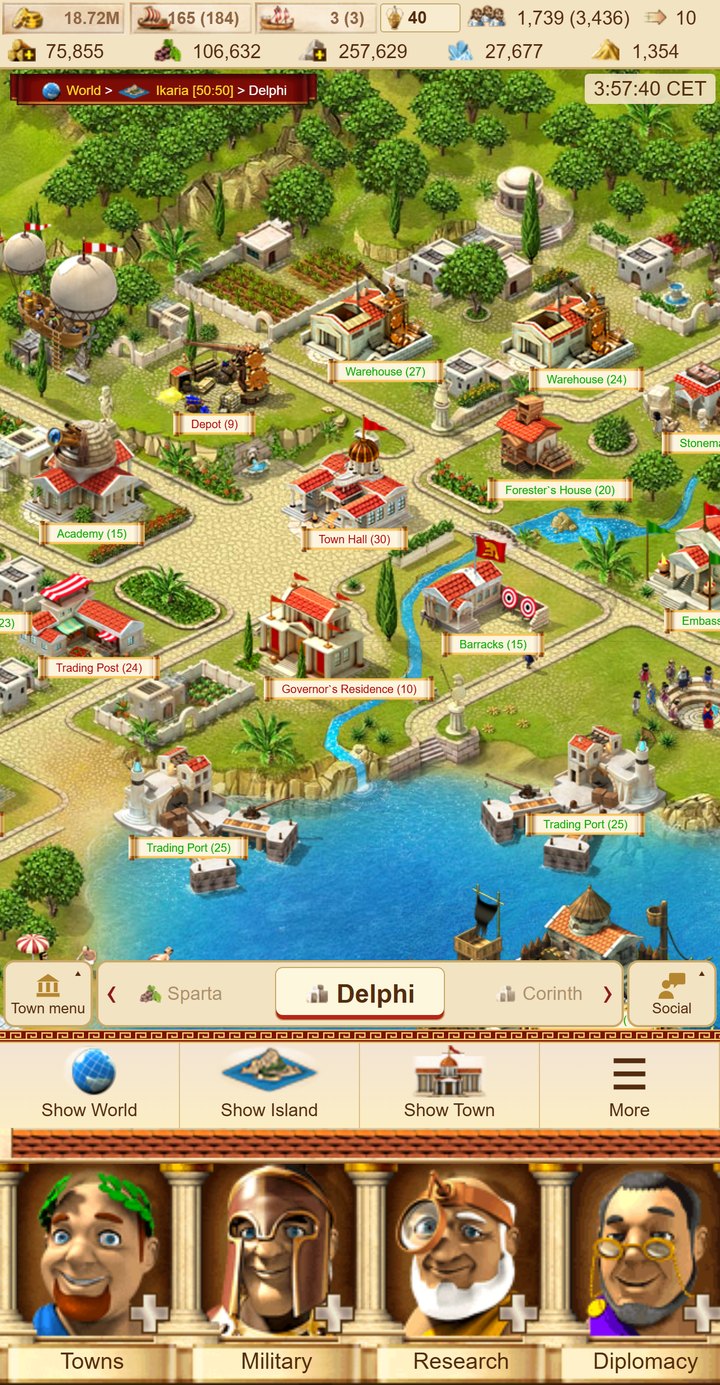 18.72M 165 (184) 3 (3) 40 1,739 (3,436) 10
75,855 106,632 257,629 27,677 1,354
World > Ikaria [50:50] > Delphi
3:57:40 CET
Warehouse (27)
Warehouse (24)
Depot (9)
Stonema
Forester`s House (20)
Academy (15)
Town Hall (30)
23)
Embass
Barracks (15)
Trading Post (24)
Governor`s Residence (10)
Trading Port (25)
Trading Port (25)
Town menu
Sparta
Delphi
Corinth
Social
Show World
Show Island
Show Town
More
Towns
Military
Research
Diplomacy